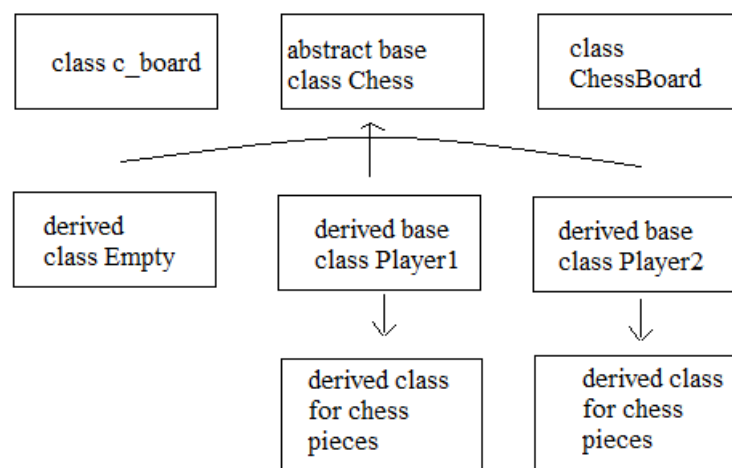 class c_board
abstract base
class Chess
class
ChessBoard
derived
class Empty
derived base
class Player1
derived base
class Player2
derived class
for chess
pieces
derived class
for chess
pieces